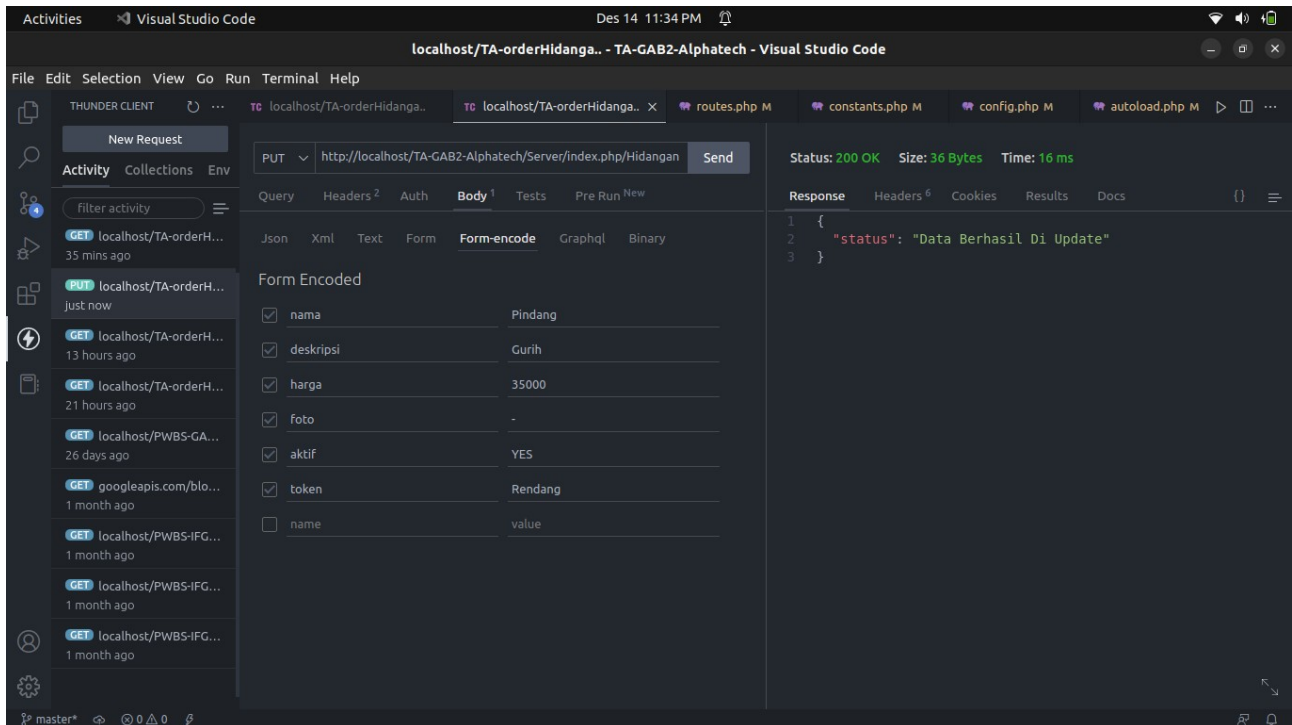 Activities Visual Studio Code Des 14 11:34 PM
localhost/TA-orderHidanga.. - TA-GAB2-Alphatech - Visual Studio Code
File Edit Selection View Go Run Terminal Help
THUNDER CLIENT ...
TC localhost/TA-orderHidanga.. TC localhost/TA-orderHidanga.. routes.php M constants.php M config.php M autoload.php M ...
New Request
Activity Collections Env
filter activity
GET localhost/TA-orderH...
35 mins ago
PUT localhost/TA-orderH...
just now
GET localhost/TA-orderH...
13 hours ago
GET localhost/TA-orderH...
21 hours ago
GET localhost/PWBS-GA...
26 days ago
GET googleapis.com/blo...
1 month ago
GET localhost/PWBS-IFG...
1 month ago
GET localhost/PWBS-IFG...
1 month ago
GET localhost/PWBS-IFG...
1 month ago
4
PUT http://localhost/TA-GAB2-Alphatech/Server/index.php/Hidangan Send
Query Headers 2 Auth Body 1 Tests Pre Run New
Json Xml Text Form Form-encode Graphql Binary
Form Encoded
nama Pindang
deskripsi Gurih
harga 35000
foto -
aktif YES
token Rendang
name value
Status: 200 OK Size: 36 Bytes Time: 16 ms
Response Headers 6 Cookies Results Docs {}
1 {
2 "status": "Data Berhasil Di Update"
3 }
master* 0 0